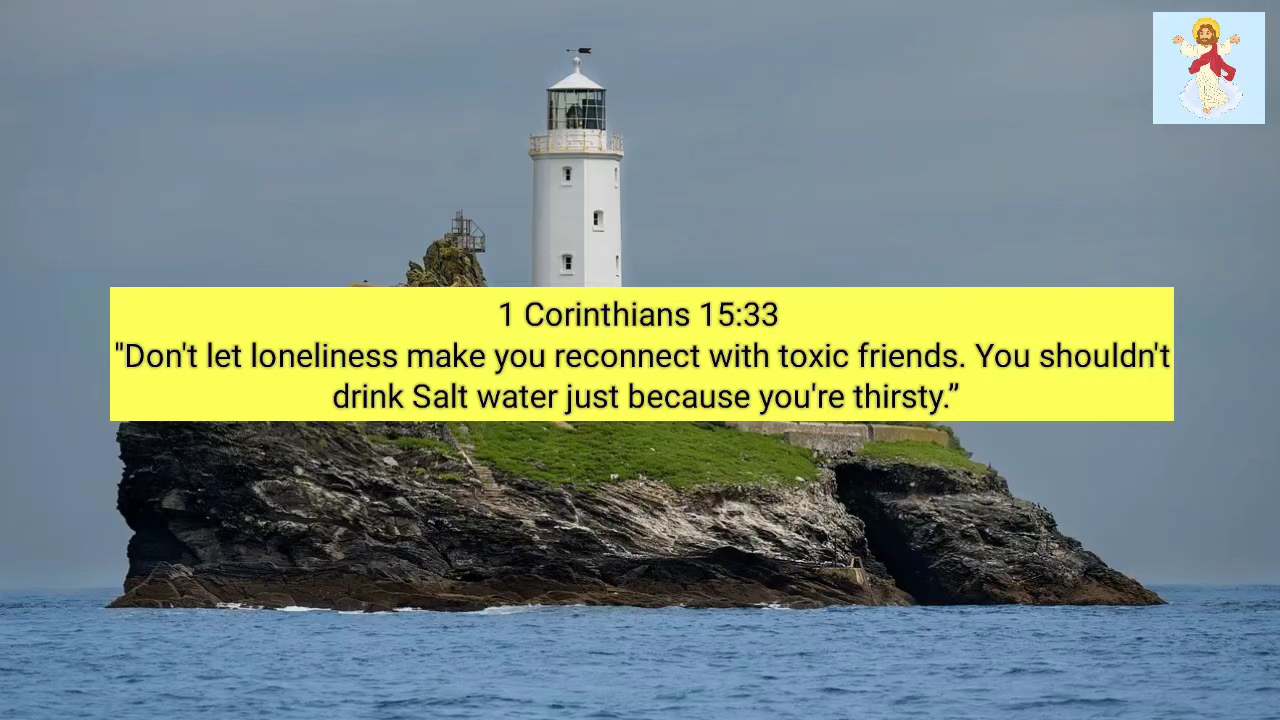 1 Corinthians 15:33
"Don't let loneliness make you reconnect with toxic friends. You shouldn't
drink Salt water just because you're thirsty.”